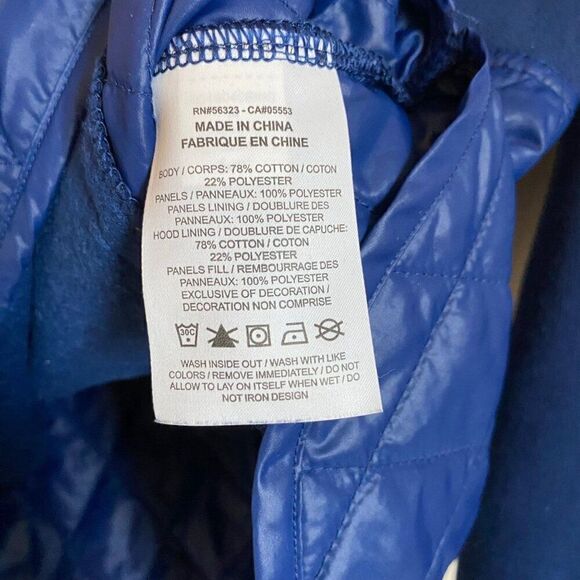 RN#56323 - CA#05553
MADE IN CHINA
FABRIQUE EN CHINE
BODY / CORPS: 78% COTTON / COTON
22% POLYESTER
PANELS / PANNEAUX: 100% POLYESTER
PANELS LINING / DOUBLURE DES
PANNEAUX: 100% POLYESTER
HOOD LINING / DOUBLURE DE CAPUCHE:
78% COTTON / COTON
22% POLYESTER
PANELS FILL / REMBOURRAGE DES
PANNEAUX: 100% POLYESTER
EXCLUSIVE OF DECORATION /
DECORATION NON COMPRISE
30C
WASH INSIDE OUT / WASH WITH LIKE
COLORS / REMOVE IMMEDIATELY / DO NOT
ALLOW TO LAY ON ITSELF WHEN WET / DO
NOT IRON DESIGN